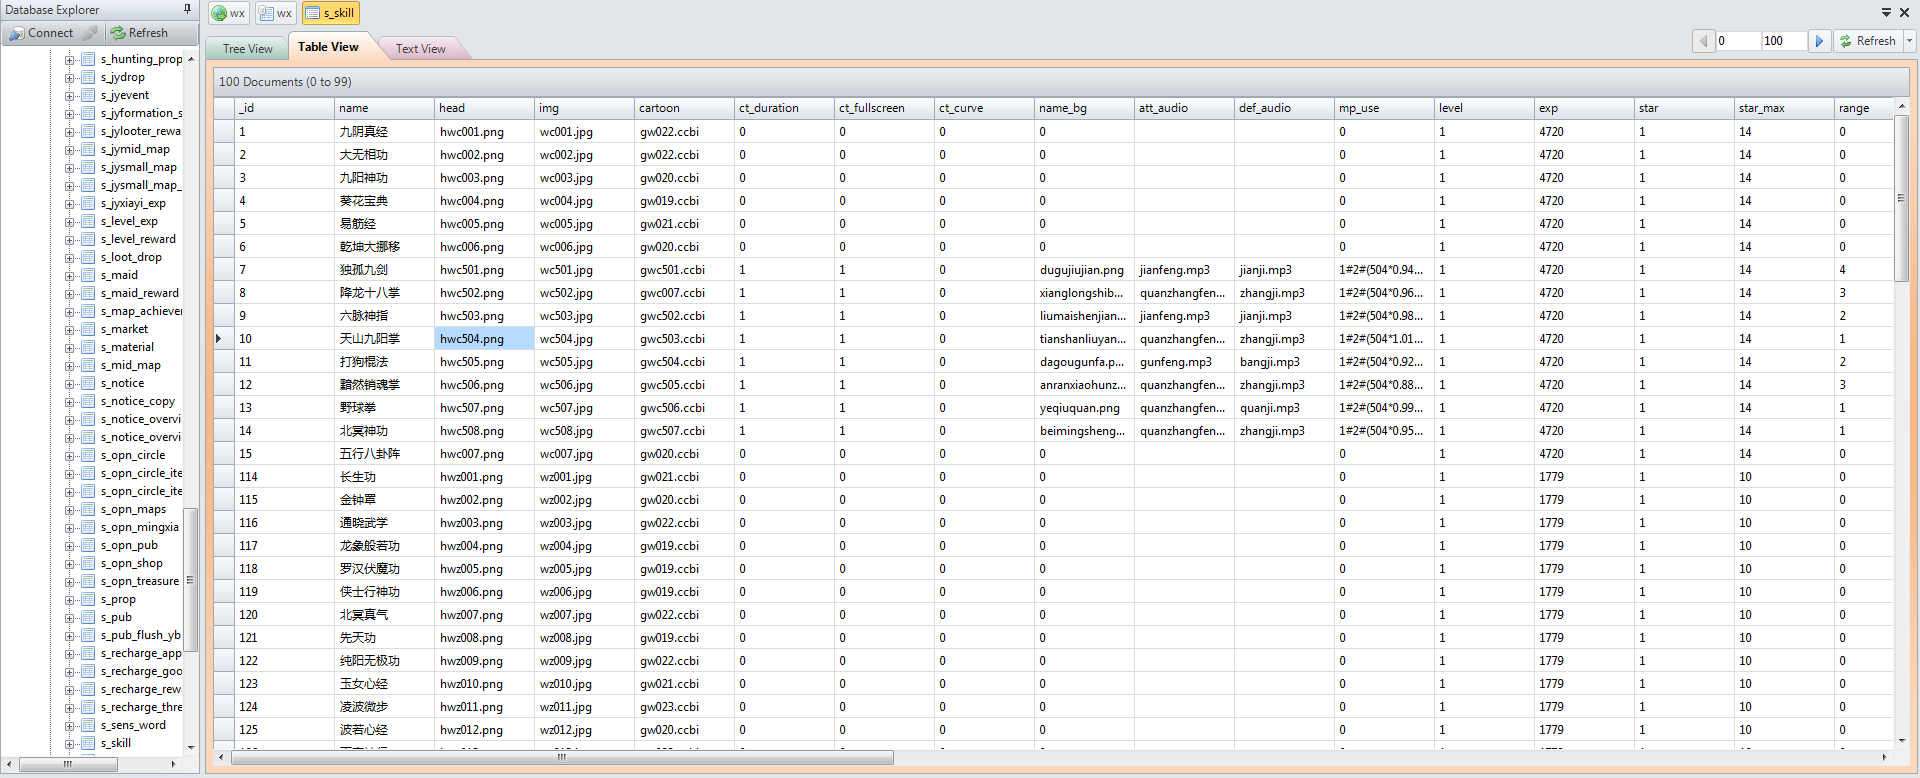 Database Explorer
Connect Refresh
s_hunting_prop
s_jydrop
s_jyevent
s_jyformation_s
s_jylooter_rewa
s_jymid_map
s_jysmall_map
s_jysmall_map_
s_jyxiayi_exp
s_level_exp
s_level_reward
s_loot_drop
s_maid
s_maid_reward
s_map_achieve
s_market
s_material
s_mid_map
s_notice
s_notice_copy
s_notice_overvi
s_notice_overvi
s_opn_circle
s_opn_circle_ite
s_opn_circle_ite
s_opn_maps
s_opn_mingxia
s_opn_pub
s_opn_shop
s_opn_treasure
s_prop
s_pub
s_pub_flush_yb
s_recharge_app
s_recharge_goo
s_recharge_rew
s_recharge_thre
s_sens_word
s_skill
wx wx s_skill
Tree View Table View Text View 0 100 Refresh
100 Documents (0 to 99)
_id name head img cartoon ct_duration ct_fullscreen ct_curve name_bg att_audio def_audio mp_use level exp star star_max range
1 九阴真经 hwc001.png wc001.jpg gw022.ccbi 0 0 0 0 0 1 4720 1 14 0
2 大无相功 hwc002.png wc002.jpg gw022.ccbi 0 0 0 0 0 1 4720 1 14 0
3 九阳神功 hwc003.png wc003.jpg gw020.ccbi 0 0 0 0 0 1 4720 1 14 0
4 葵花宝典 hwc004.png wc004.jpg gw019.ccbi 0 0 0 0 0 1 4720 1 14 0
5 易筋经 hwc005.png wc005.jpg gw021.ccbi 0 0 0 0 0 1 4720 1 14 0
6 乾坤大挪移 hwc006.png wc006.jpg gw020.ccbi 0 0 0 0 0 1 4720 1 14 0
7 独孤九剑 hwc501.png wc501.jpg gwc501.ccbi 1 1 0 dugujiujian.png jianfeng.mp3 jianji.mp3 1#2#(504*0.94... 1 4720 1 14 4
8 降龙十八掌 hwc502.png wc502.jpg gwc007.ccbi 1 1 0 xianglongshib... quanzhangfen... zhangji.mp3 1#2#(504*0.96... 1 4720 1 14 3
9 六脉神指 hwc503.png wc503.jpg gwc502.ccbi 1 1 0 liumaishenjian... jianfeng.mp3 jianji.mp3 1#2#(504*0.98... 1 4720 1 14 2
10 天山九阳掌 hwc504.png wc504.jpg gwc503.ccbi 1 1 0 tianshanliuyan... quanzhangfen... zhangji.mp3 1#2#(504*1.01... 1 4720 1 14 1
11 打狗棍法 hwc505.png wc505.jpg gwc504.ccbi 1 1 0 dagougunfa.p... gunfeng.mp3 bangji.mp3 1#2#(504*0.92... 1 4720 1 14 2
12 黯然销魂掌 hwc506.png wc506.jpg gwc505.ccbi 1 1 0 anranxiaohunz... quanzhangfen... zhangji.mp3 1#2#(504*0.88... 1 4720 1 14 3
13 野球拳 hwc507.png wc507.jpg gwc506.ccbi 1 1 0 yeqiuquan.png quanzhangfen... quanji.mp3 1#2#(504*0.99... 1 4720 1 14 1
14 北冥神功 hwc508.png wc508.jpg gwc507.ccbi 1 1 0 beimingsheng... quanzhangfen... zhangji.mp3 1#2#(504*0.95... 1 4720 1 14 1
15 五行八卦阵 hwc007.png wc007.jpg gw020.ccbi 0 0 0 0 0 1 4720 1 14 0
114 长生功 hwz001.png wz001.jpg gw021.ccbi 0 0 0 0 0 1 1779 1 10 0
115 金钟罩 hwz002.png wz002.jpg gw020.ccbi 0 0 0 0 0 1 1779 1 10 0
116 通晓武学 hwz003.png wz003.jpg gw022.ccbi 0 0 0 0 0 1 1779 1 10 0
117 龙象般若功 hwz004.png wz004.jpg gw019.ccbi 0 0 0 0 0 1 1779 1 10 0
118 罗汉伏魔功 hwz005.png wz005.jpg gw019.ccbi 0 0 0 0 0 1 1779 1 10 0
119 侠士行神功 hwz006.png wz006.jpg gw019.ccbi 0 0 0 0 0 1 1779 1 10 0
120 北冥真气 hwz007.png wz007.jpg gw022.ccbi 0 0 0 0 0 1 1779 1 10 0
121 先天功 hwz008.png wz008.jpg gw019.ccbi 0 0 0 0 0 1 1779 1 10 0
122 纯阳无极功 hwz009.png wz009.jpg gw022.ccbi 0 0 0 0 0 1 1779 1 10 0
123 玉女心经 hwz010.png wz010.jpg gw021.ccbi 0 0 0 0 0 1 1779 1 10 0
124 凌波微步 hwz011.png wz011.jpg gw023.ccbi 0 0 0 0 0 1 1779 1 10 0
125 波若心经 hwz012.png wz012.jpg gw020.ccbi 0 0 0 0 0 1 1779 1 10 0